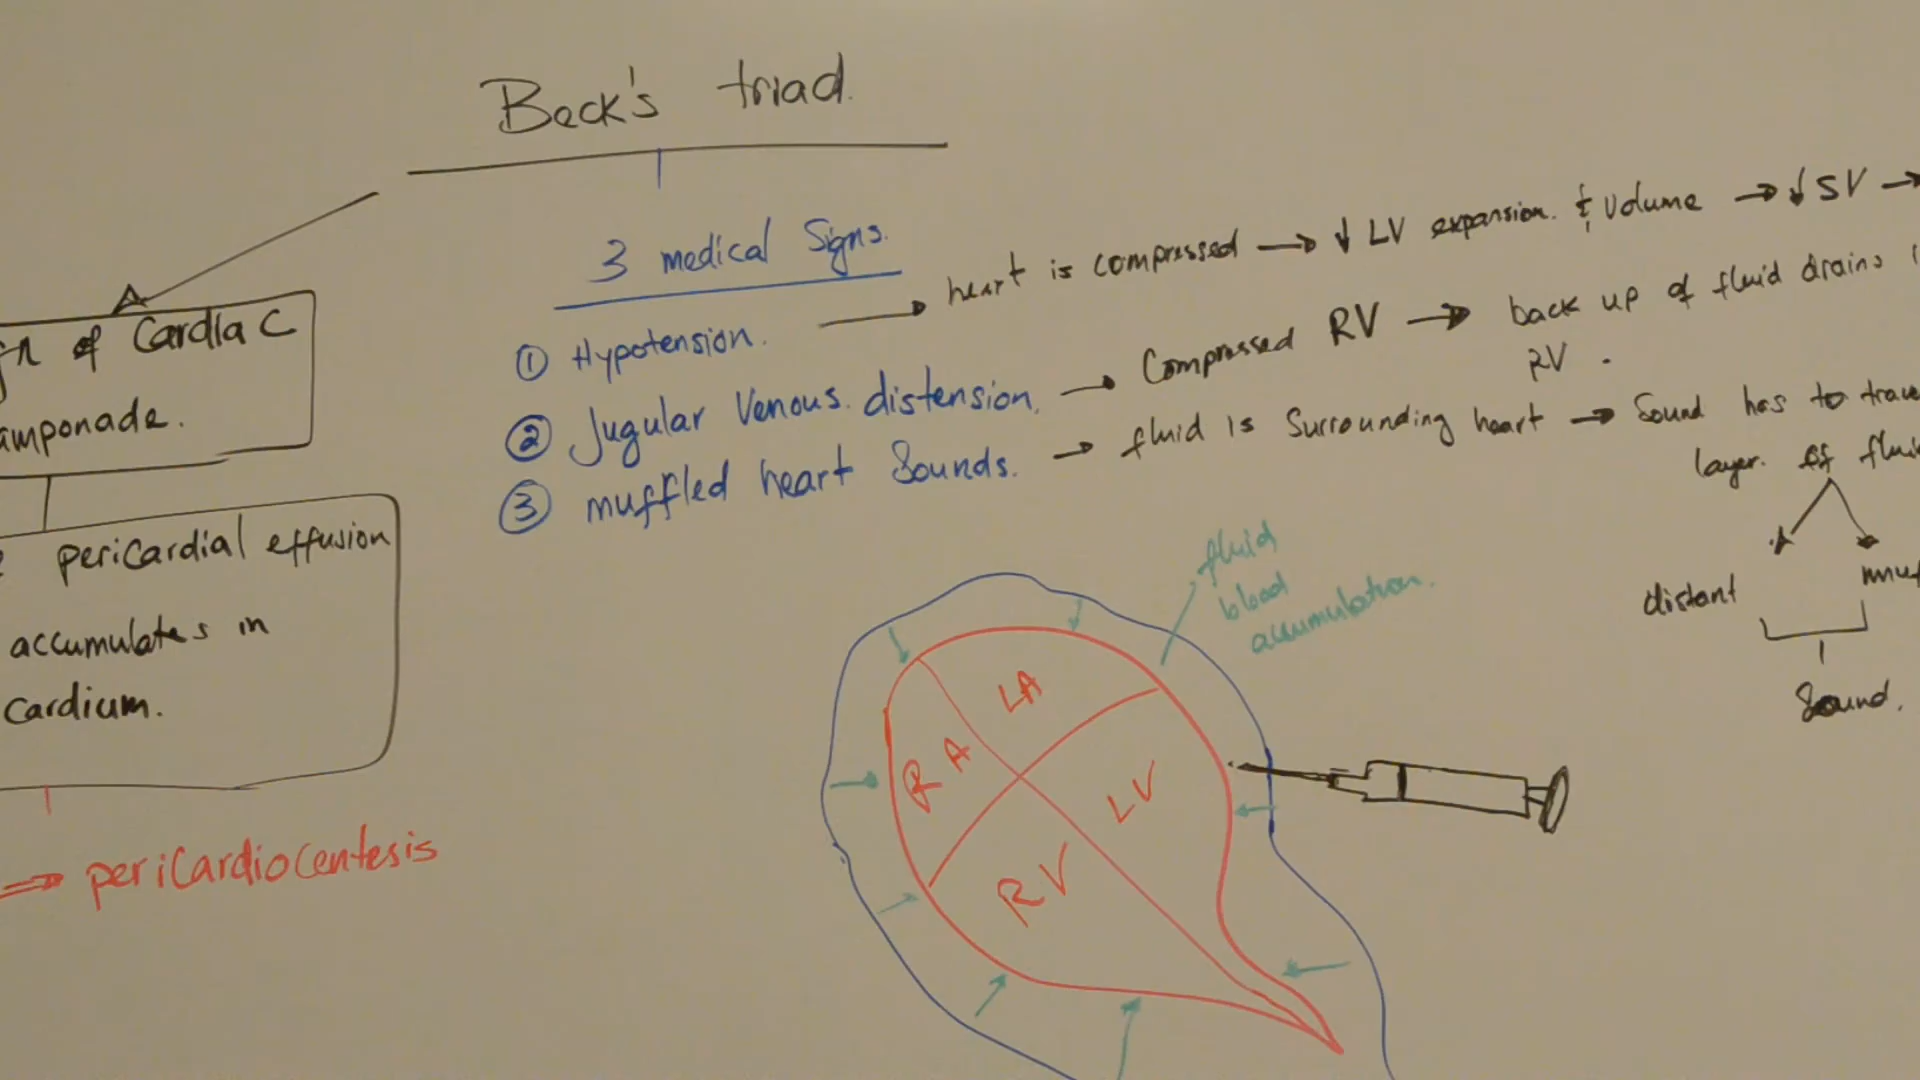 Beck's triad.
3 medical Signs.
① Hypotension. → heart is compressed → ↓ LV expansion. & volume → ↓ SV →
② Jugular Venous. distension. → Compressed RV → back up of fluid drains
RV.
③ muffled heart Sounds. → fluid is Surrounding heart → Sound has to
layer. of
distant
Sound.
of Cardiac
pericardial effusion
accumulates in
cardium.
⇒ pericardiocentesis
fluid
blood
accumulation.
LA
RA
LV
RV